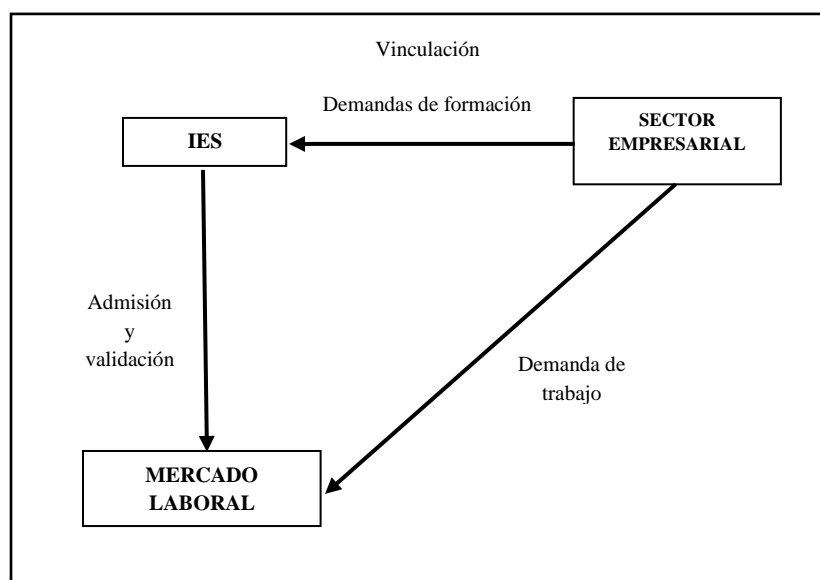 Vinculación
Demandas de formación
IES
SECTOR
EMPRESARIAL
Admisión
y
validación
Demanda de
trabajo
MERCADO
LABORAL